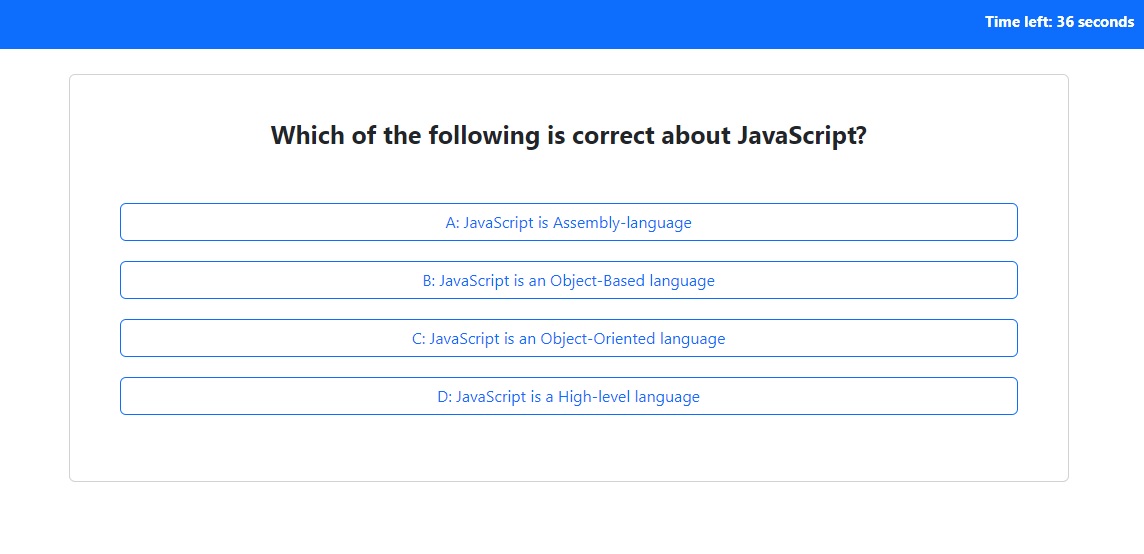 Time left: 36 seconds
Which of the following is correct about JavaScript?
A: JavaScript is Assembly-language
B: JavaScript is an Object-Based language
C: JavaScript is an Object-Oriented language
D: JavaScript is a High-level language